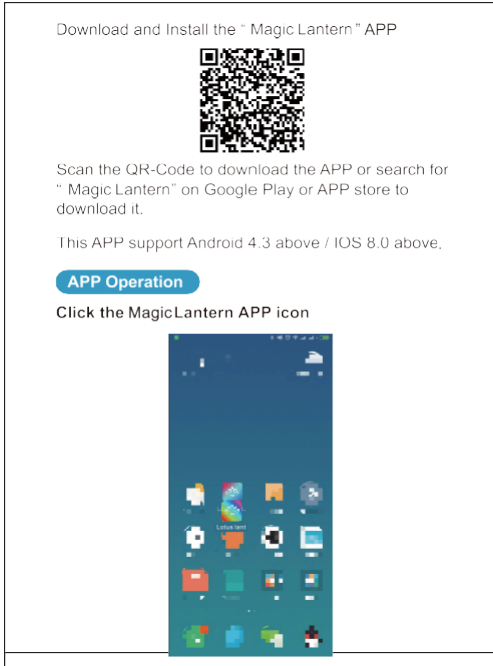 Download and Install the “ Magic Lantern ” APP
Scan the QR-Code to download the APP or search for
“ Magic Lantern” on Google Play or APP store to
download it.
This APP support Android 4.3 above / IOS 8.0 above,
APP Operation
Click the MagicLantern APP icon
Lotus lant